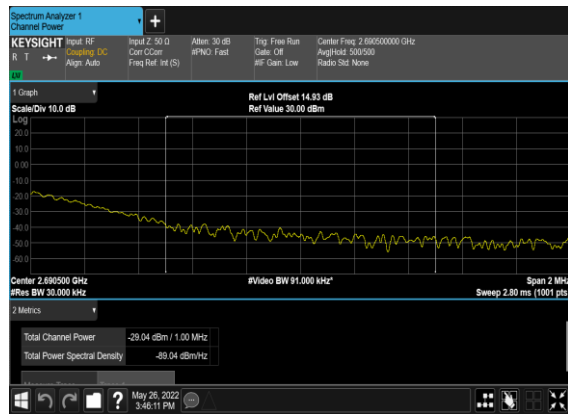 Spectrum Analyzer 1
Channel Power
KEYSIGHT Input: RF Input Z: 50 Ω Atten: 30 dB Trig: Free Run Center Freq: 2.690500000 GHz
R T Coupling: DC Corr CCorr #PNO: Fast Gate: Off Avg|Hold: 500/500
Align: Auto Freq Ref: Int (S) #IF Gain: Low Radio Std: None
1 Graph
Ref Lvl Offset 14.93 dB
Scale/Div 10.0 dB Ref Value 30.00 dBm
Log
20.0
10.0
0.00
-10.0
-20.0
-30.0
-40.0
-50.0
-60.0
Center 2.690500 GHz #Video BW 91.000 kHz* Span 2 MHz
#Res BW 30.000 kHz Sweep 2.80 ms (1001 pts
2 Metrics
Total Channel Power -29.04 dBm / 1.00 MHz
Total Power Spectral Density -89.04 dBm/Hz
?
May 26, 2022
3:46:11 PM